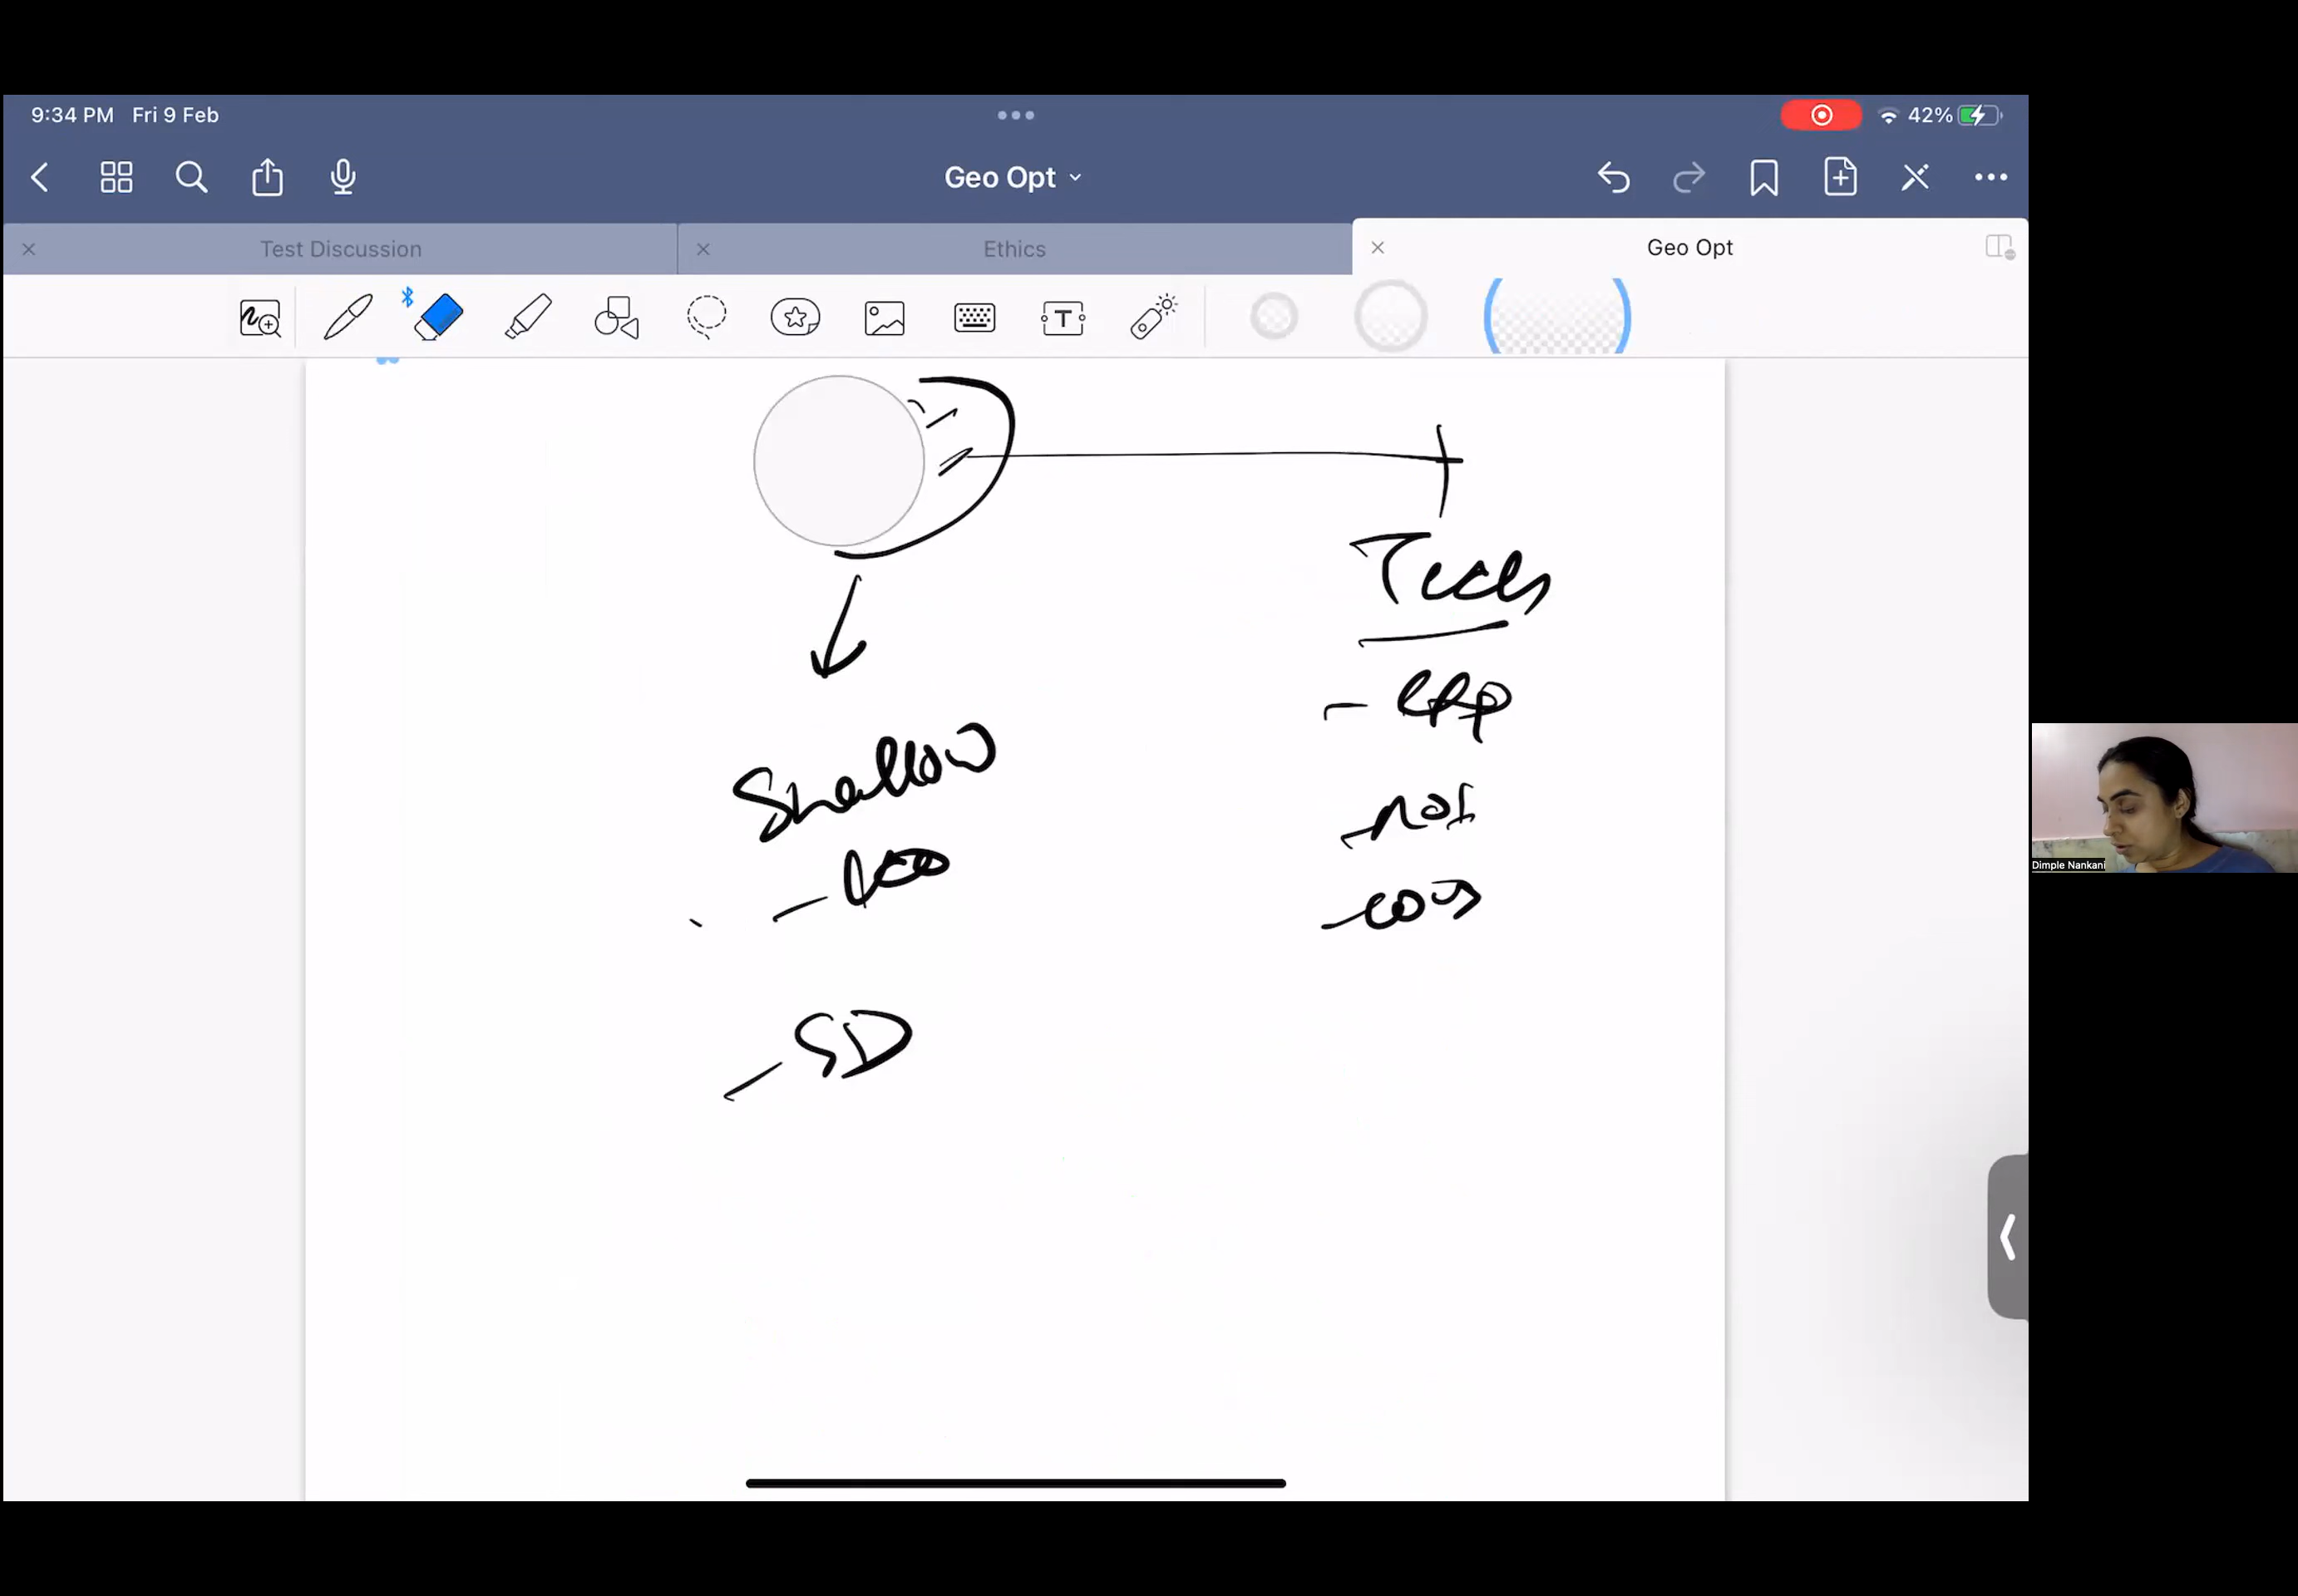 9:34 PM Fri 9 Feb
42%
Geo Opt
Test Discussion
Ethics
Geo Opt
T
Tech
Shallow
- SD
Dimple Nankani